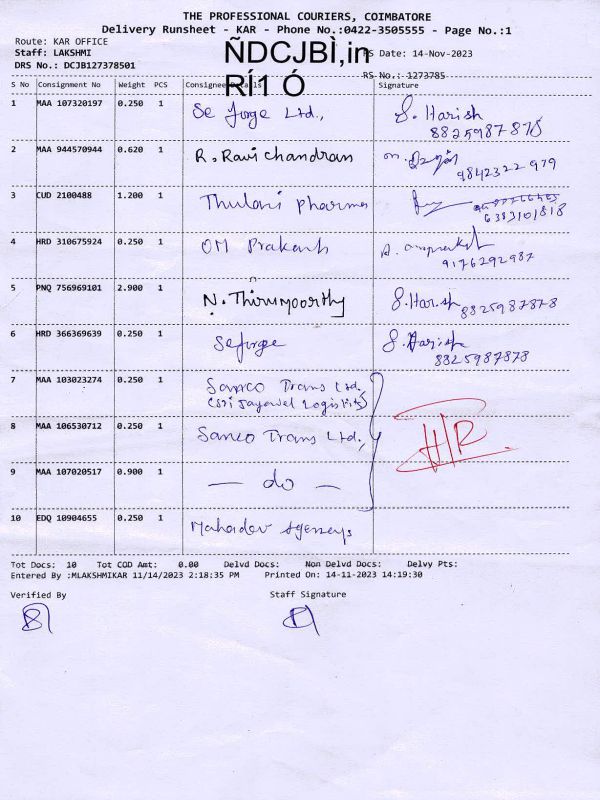 THE PROFESSIONAL COURIERS, COIMBATORE
Delivery Runsheet - KAR - Phone No.:0422-3505555 - Page No.:1
Route: KAR OFFICE
Staff: LAKSHMI
ÑDCJBÌ,in
RS Date: 14-Nov-2023
DRS No.: DCJB127378501
RÍ1 Ó
RS No.: 1273785
S No Consignment No Weight PCS Consignee Details Signature
1 MAA 107320197 0.250 1 Se Forge Ltd., S. Harish
8825987878
2 MAA 944570944 0.620 1 R. Ravi Chandran
9842322979
3 CUD 2100488 1.200 1 Thulasi Pharmes
6383101818
4 HRD 310675924 0.250 1 OM Prakash
9176292987
5 PNQ 756969101 2.900 1 N. Thirumoorthy S. Harish 8825987878
6 HRD 366369639 0.250 1 Seforge S. Harish
8825987878
7 MAA 103023274 0.250 1 Sanco Trans Ltd.
(Sri Jayavel Logistits)
8 MAA 106530712 0.250 1 Sanco Trans Ltd.,
9 MAA 107020517 0.900 1 — do —
10 EDQ 10904655 0.250 1 Mahadev Agenseys
Tot Docs: 10 Tot COD Amt: 0.00 Delvd Docs: Non Delvd Docs: Delvy Pts:
Entered By :MLAKSHMIKAR 11/14/2023 2:18:35 PM Printed On: 14-11-2023 14:19:30
Verified By Staff Signature